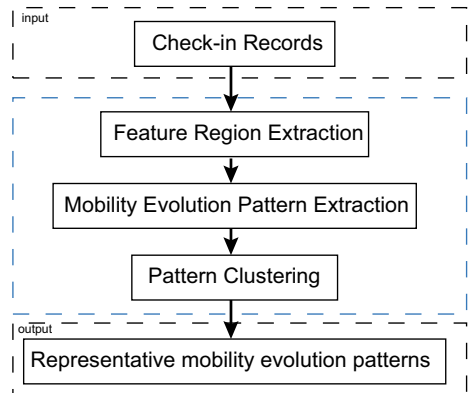 input
Check-in Records
Feature Region Extraction
Mobility Evolution Pattern Extraction
Pattern Clustering
output
Representative mobility evolution patterns